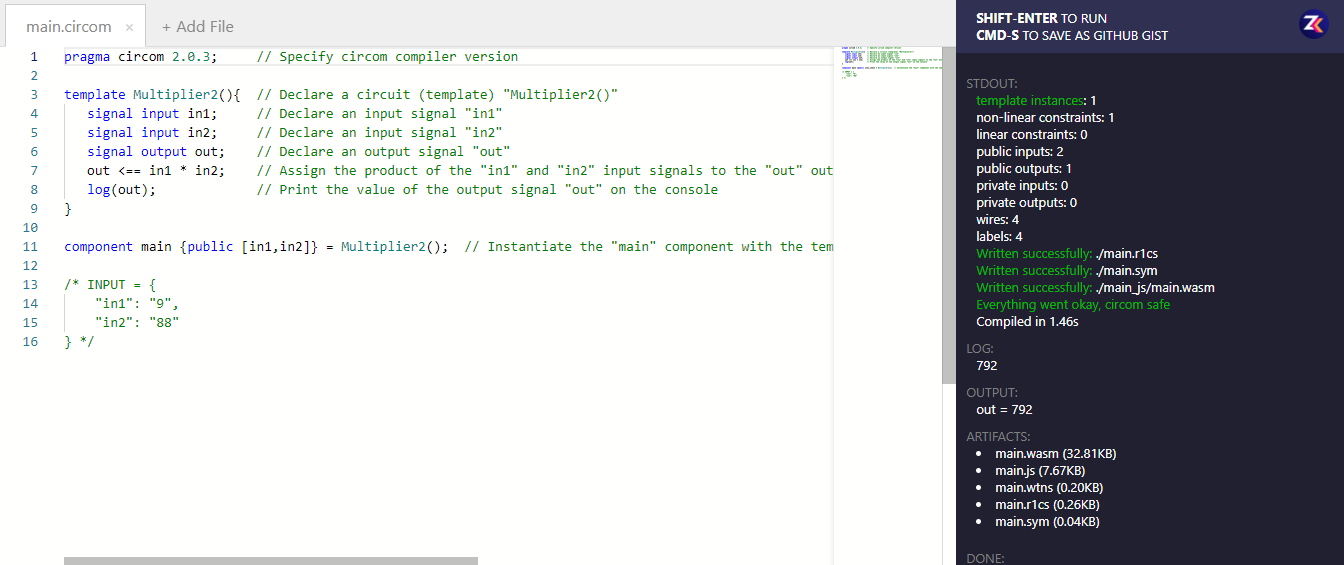 main.circom ×
+ Add File
1 pragma circom 2.0.3;     // Specify circom compiler version
2
3 template Multiplier2(){  // Declare a circuit (template) "Multiplier2()"
4    signal input in1;     // Declare an input signal "in1"
5    signal input in2;     // Declare an input signal "in2"
6    signal output out;    // Declare an output signal "out"
7    out <== in1 * in2;    // Assign the product of the "in1" and "in2" input signals to the "out" out
8    log(out);             // Print the value of the output signal "out" on the console
9 }
10
11 component main {public [in1,in2]} = Multiplier2();  // Instantiate the "main" component with the tem
12
13 /* INPUT = {
14     "in1": "9",
15     "in2": "88"
16 } */
SHIFT-ENTER TO RUN
CMD-S TO SAVE AS GITHUB GIST
ZK
STDOUT:
template instances: 1
non-linear constraints: 1
linear constraints: 0
public inputs: 2
public outputs: 1
private inputs: 0
private outputs: 0
wires: 4
labels: 4
Written successfully: ./main.r1cs
Written successfully: ./main.sym
Written successfully: ./main_js/main.wasm
Everything went okay, circom safe
Compiled in 1.46s
LOG:
792
OUTPUT:
out = 792
ARTIFACTS:
• main.wasm (32.81KB)
• main.js (7.67KB)
• main.wtns (0.20KB)
• main.r1cs (0.26KB)
• main.sym (0.04KB)
DONE: